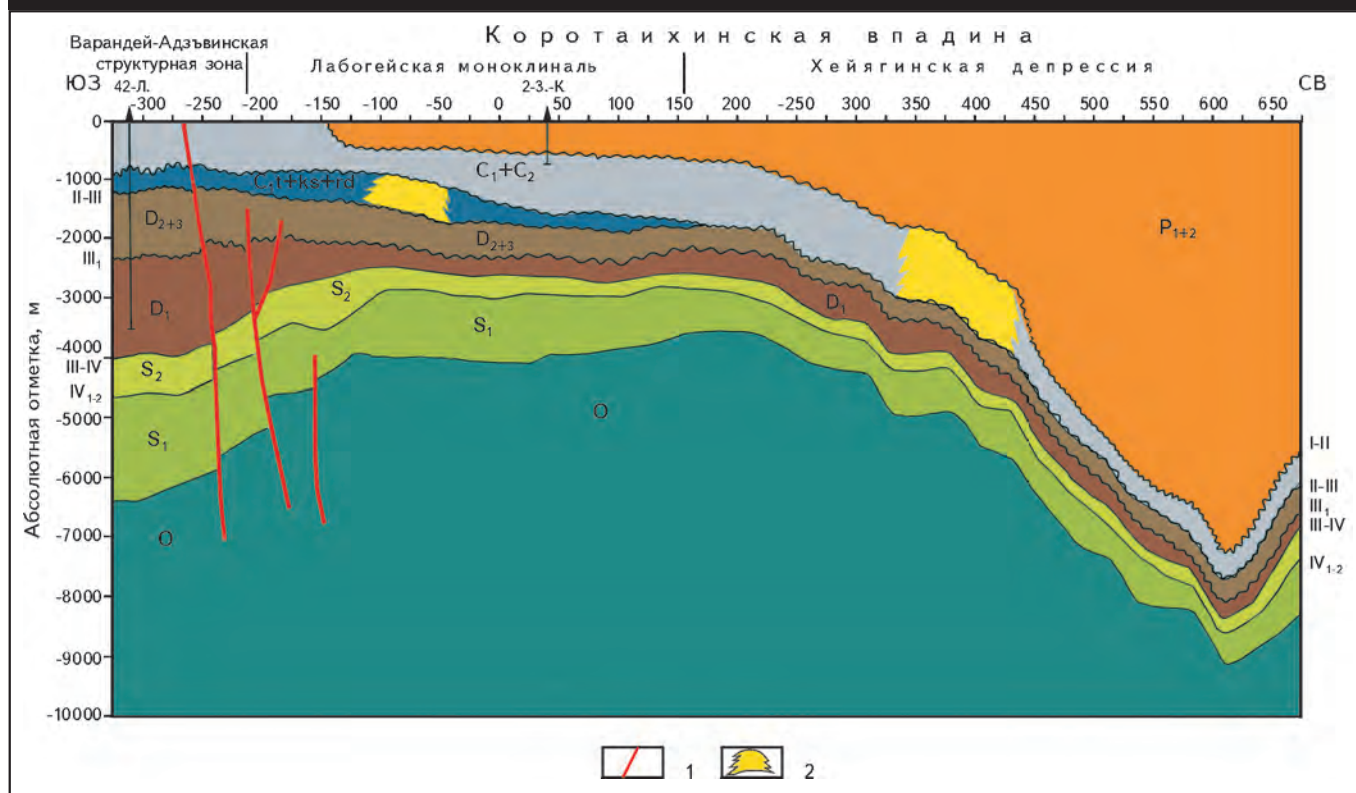 Коротаихинская впадина
Варандей-Адзъвинская
структурная зона
Лабогейская моноклиналь
Хейягинская депрессия
ЮЗ
42-Л.
2-З.-К
СВ
-300 -250 -200 -150 -100 -50 0 50 100 150 200 -250 300 350 400 450 500 550 600 650
Абсолютная отметка, м
0
-1000
II-III
-2000
III₁
-3000
-4000
III-IV
IV₁₋₂
-5000
-6000
-7000
-8000
-9000
-10000
C₁+C₂
C₁t+ks+rd
D₂₊₃
D₂₊₃
P₁₊₂
D₁
S₂
D₁
S₁
S₂
S₁
O
O
I-II
II-III
III₁
III-IV
IV₁₋₂
1
2